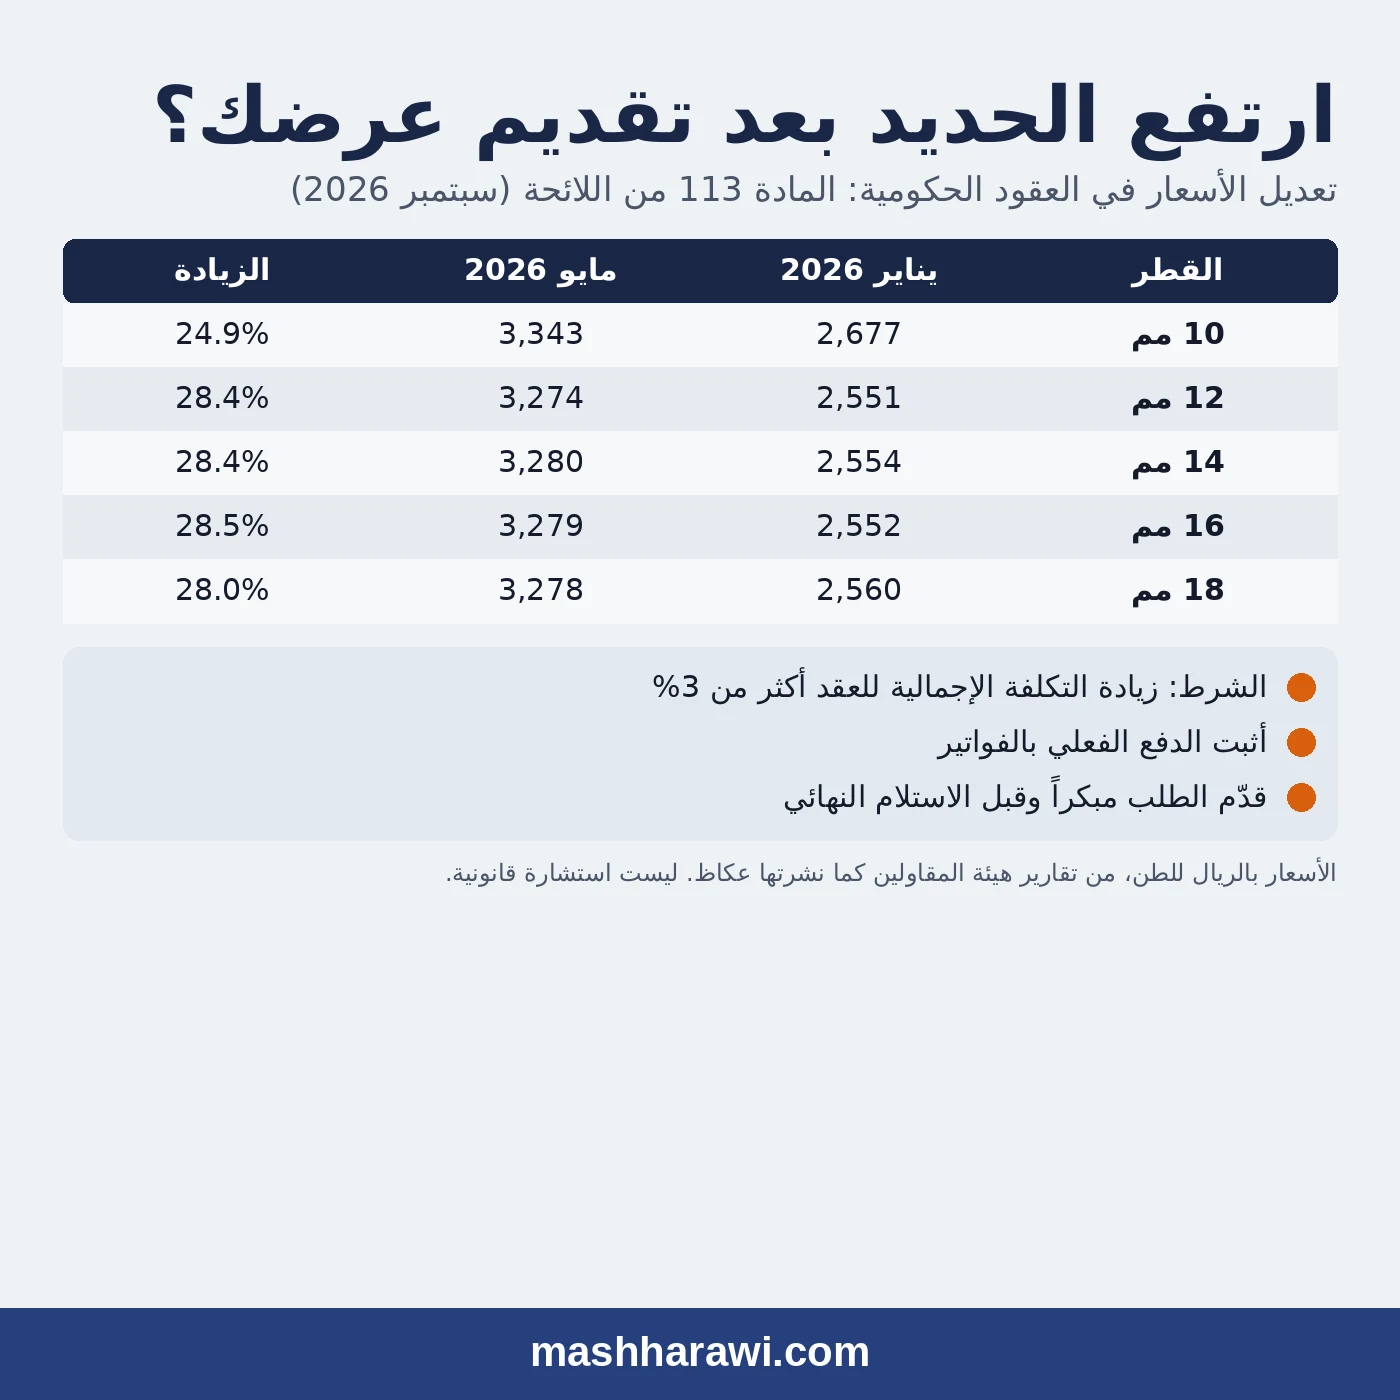 ارتفع الحديد بعد تقديم عرضك؟
تعديل الأسعار في العقود الحكومية: المادة 113 من اللائحة (سبتمبر 2026)
القطر يناير 2026 مايو 2026 الزيادة
10 مم 2,677 3,343 24.9%
12 مم 2,551 3,274 28.4%
14 مم 2,554 3,280 28.4%
16 مم 2,552 3,279 28.5%
18 مم 2,560 3,278 28.0%
الشرط: زيادة التكلفة الإجمالية للعقد أكثر من 3%
أثبت الدفع الفعلي بالفواتير
قدّم الطلب مبكراً وقبل الاستلام النهائي
الأسعار بالريال للطن، من تقارير هيئة المقاولين كما نشرتها عكاظ. ليست استشارة قانونية.
mashharawi.com